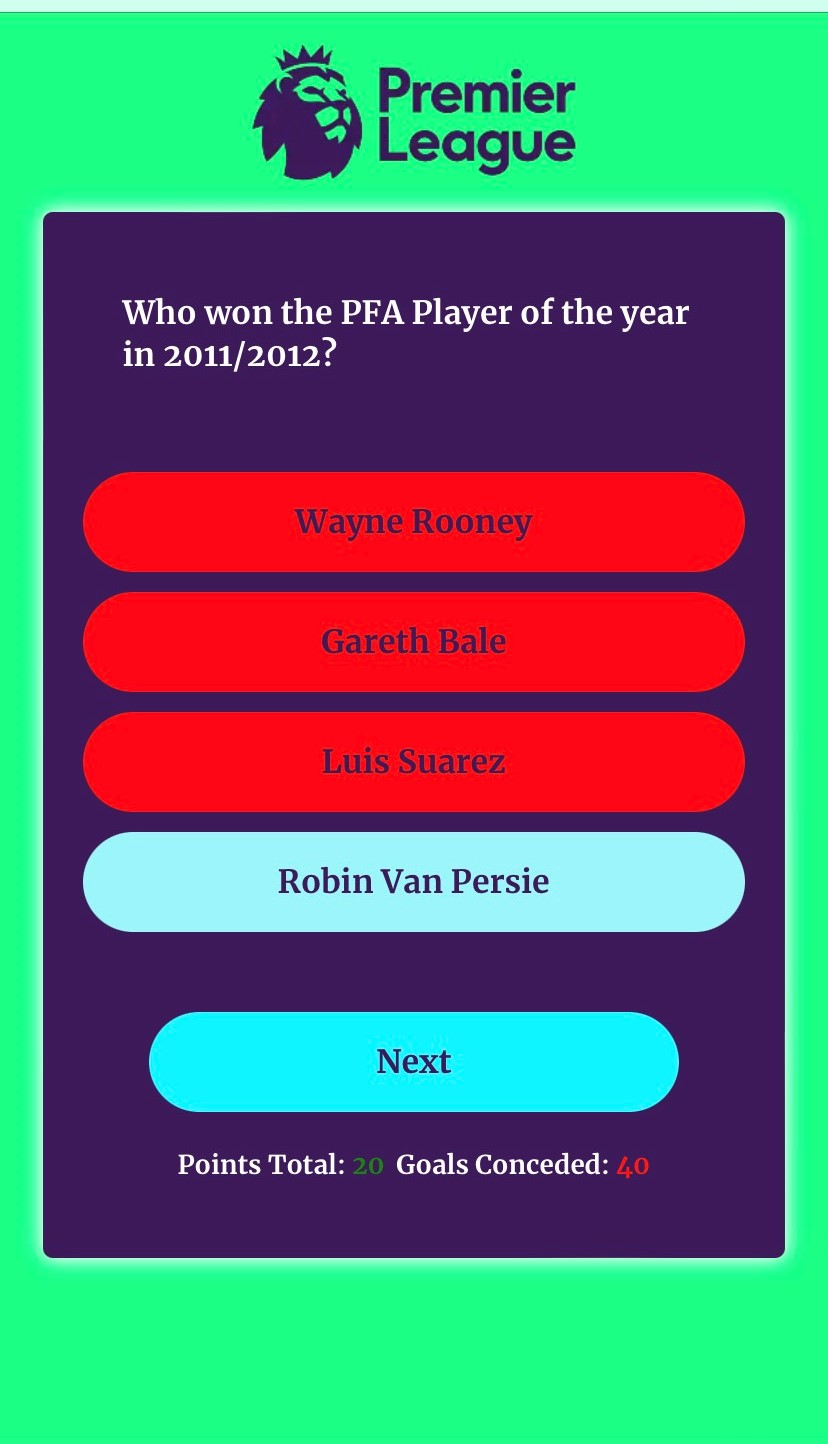 Premier
League
Who won the PFA Player of the year
in 2011/2012?
Wayne Rooney
Gareth Bale
Luis Suarez
Robin Van Persie
Next
Points Total: 20 Goals Conceded: 40